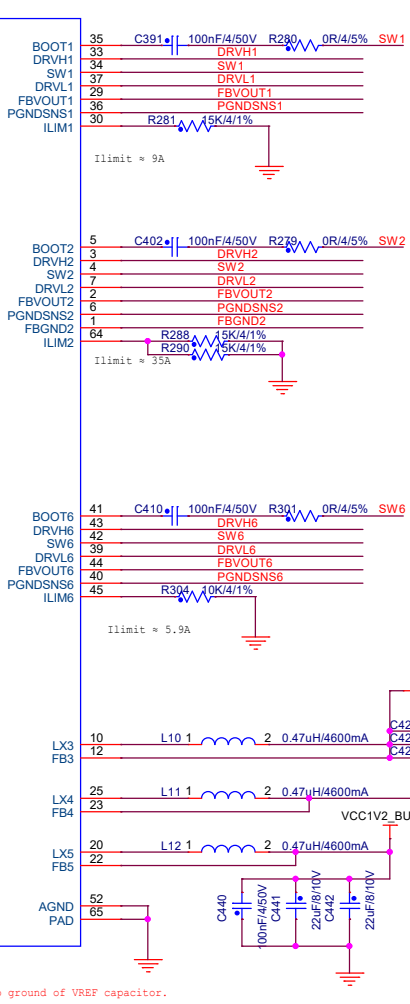 BOOT1 35 C391 100nF/4/50V R280 0R/4/5% SW1
DRVH1 33 DRVH1
SW1 34 SW1
DRVL1 37 DRVL1
FBVOUT1 29 FBVOUT1
PGNDSNS1 36 PGNDSNS1
ILIM1 30 R281 15K/4/1%
Ilimit ≈ 9A
BOOT2 5 C402 100nF/4/50V R279 0R/4/5% SW2
DRVH2 3 DRVH2
SW2 4 SW2
DRVL2 7 DRVL2
FBVOUT2 2 FBVOUT2
PGNDSNS2 6 PGNDSNS2
FBGND2 1 FBGND2
ILIM2 64 R288 15K/4/1%
R290 15K/4/1%
Ilimit ≈ 35A
BOOT6 41 C410 100nF/4/50V R301 0R/4/5% SW6
DRVH6 43 DRVH6
SW6 42 SW6
DRVL6 39 DRVL6
FBVOUT6 44 FBVOUT6
PGNDSNS6 40 PGNDSNS6
ILIM6 45 R304 10K/4/1%
Ilimit ≈ 5.9A
C42
LX3 10 L10 1 2 0.47uH/4600mA C42
FB3 12 C42
LX4 25 L11 1 2 0.47uH/4600mA
FB4 23
VCC1V2_BU
LX5 20 L12 1 2 0.47uH/4600mA
FB5 22
C440 100nF/4/50V C441 22uF/8/10V C442 22uF/8/10V
AGND 52
PAD 65
ground of VREF capacitor.